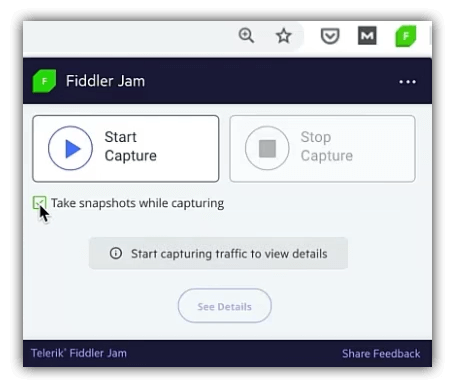 M
F
F
Fiddler Jam
Start
Capture
Stop
Capture
Take snapshots while capturing
Start capturing traffic to view details
See Details
Telerik® Fiddler Jam
Share Feedback